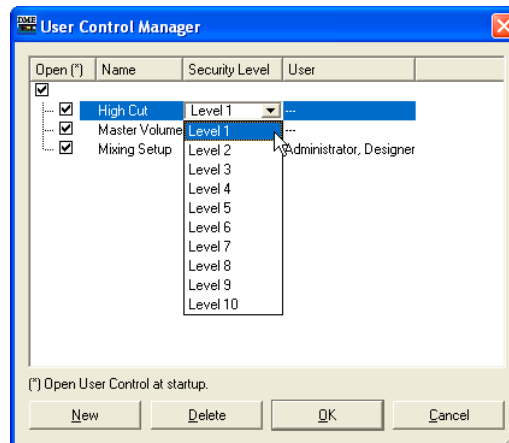 DME User Control Manager
Open (*) Name Security Level User
High Cut Level 1 ---
Master Volume Level 1 ---
Mixing Setup Level 2 Administrator, Designer
Level 3
Level 4
Level 5
Level 6
Level 7
Level 8
Level 9
Level 10
(*) Open User Control at startup.
New Delete OK Cancel